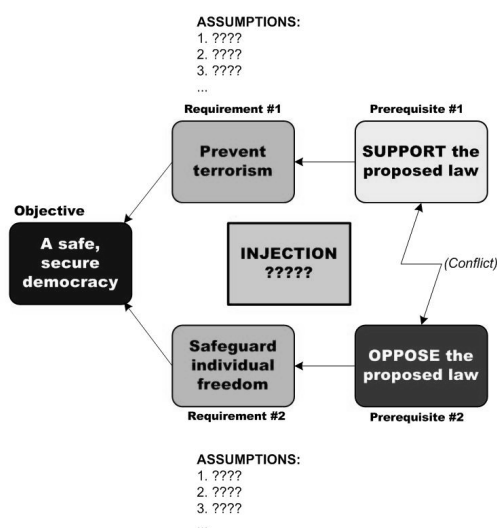 ASSUMPTIONS:
1. ????
2. ????
3. ????
...
Requirement #1
Prerequisite #1
Prevent
terrorism
SUPPORT the
proposed law
Objective
A safe,
secure
democracy
INJECTION
?????
(Conflict)
Safeguard
individual
freedom
OPPOSE the
proposed law
Requirement #2
Prerequisite #2
ASSUMPTIONS:
1. ????
2. ????
3. ????
...